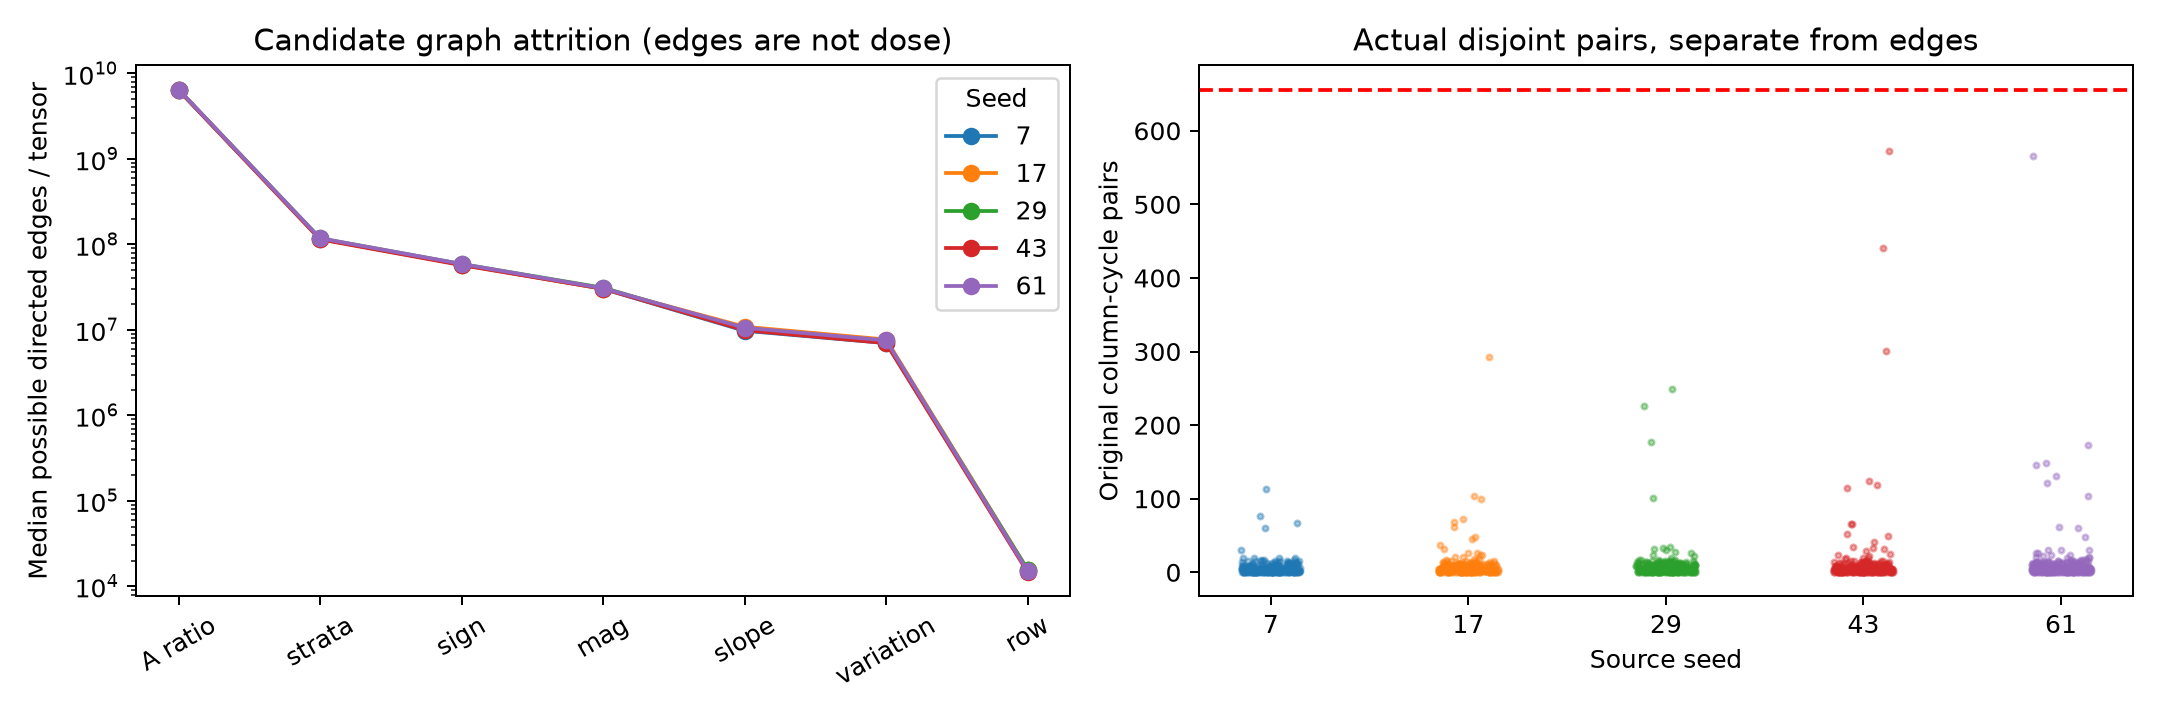 Candidate graph attrition (edges are not dose)
Median possible directed edges / tensor
10^10
10^9
10^8
10^7
10^6
10^5
10^4
A ratio
strata
sign
mag
slope
variation
row
Seed
7
17
29
43
61
Actual disjoint pairs, separate from edges
Original column-cycle pairs
600
500
400
300
200
100
0
7
17
29
43
61
Source seed